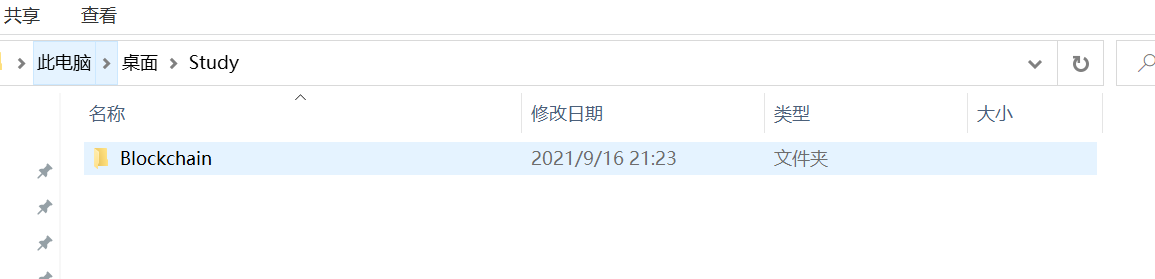 共享 查看
此电脑 桌面 Study
名称 修改日期 类型 大小
Blockchain 2021/9/16 21:23 文件夹